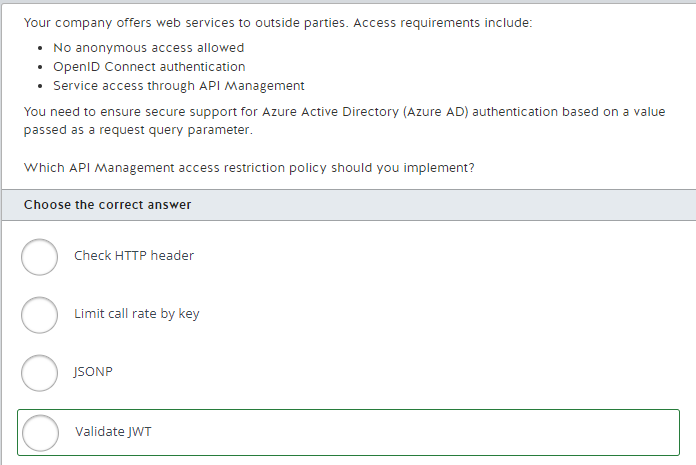 Your company offers web services to outside parties. Access requirements include:
• No anonymous access allowed
• OpenID Connect authentication
• Service access through API Management
You need to ensure secure support for Azure Active Directory (Azure AD) authentication based on a value
passed as a request query parameter.
Which API Management access restriction policy should you implement?
Choose the correct answer
Check HTTP header
Limit call rate by key
JSONP
Validate JWT